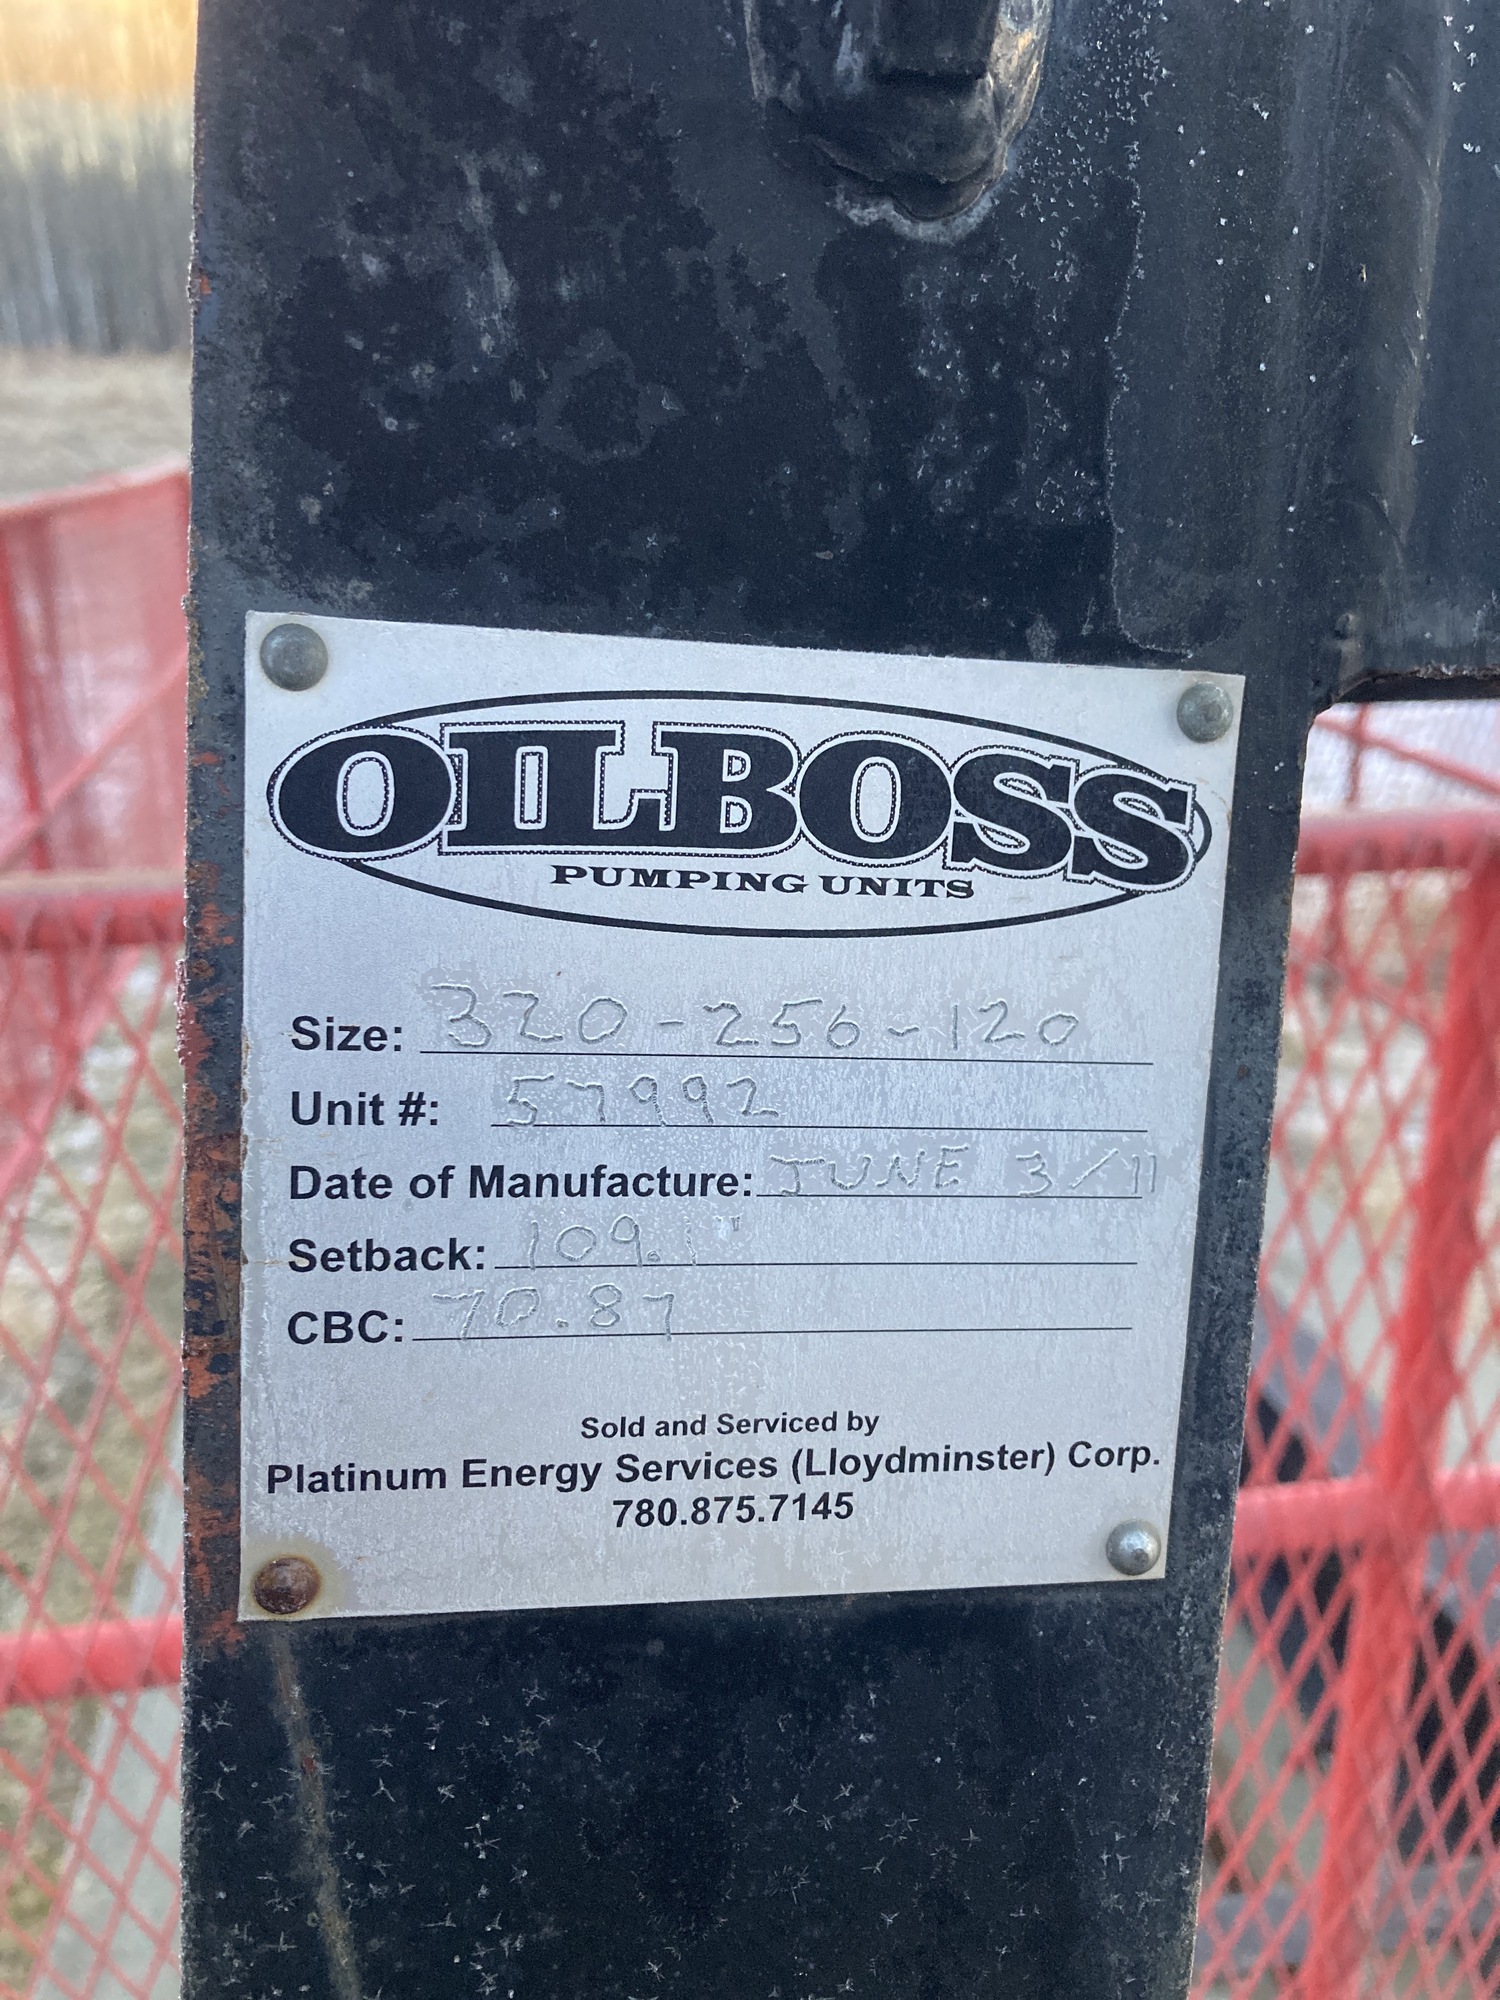 OILBOSS
PUMPING UNITS
Size: 320-256-120
Unit #: 57992
Date of Manufacture: JUNE 3/11
Setback: 109.1"
CBC: 70.87
Sold and Serviced by
Platinum Energy Services (Lloydminster) Corp.
780.875.7145